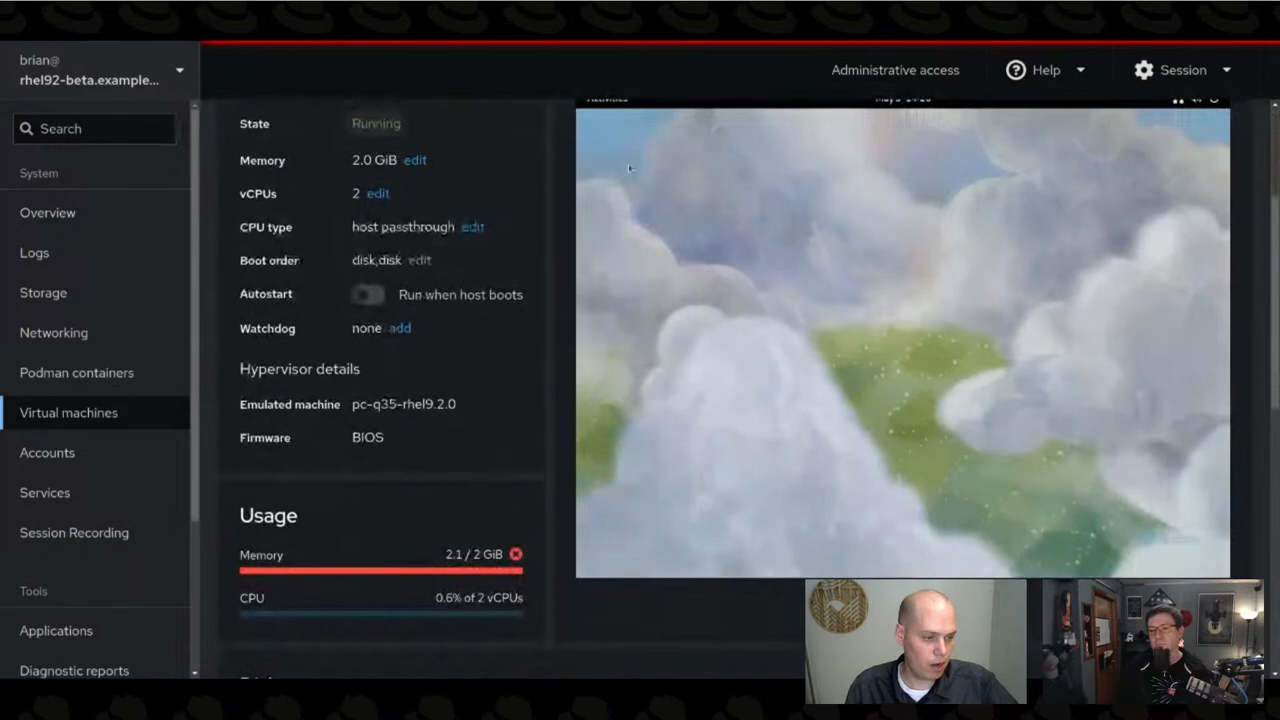 brian@
rhel92-beta.example...
Administrative access
Help
Session
Search
System
Overview
Logs
Storage
Networking
Podman containers
Virtual machines
Accounts
Services
Session Recording
Tools
Applications
Diagnostic reports
State Running
Memory 2.0 GiB edit
vCPUs 2 edit
CPU type host passthrough edit
Boot order disk,disk edit
Autostart Run when host boots
Watchdog none add
Hypervisor details
Emulated machine pc-q35-rhel9.2.0
Firmware BIOS
Usage
Memory 2.1 / 2 GiB
CPU 0.6% of 2 vCPUs